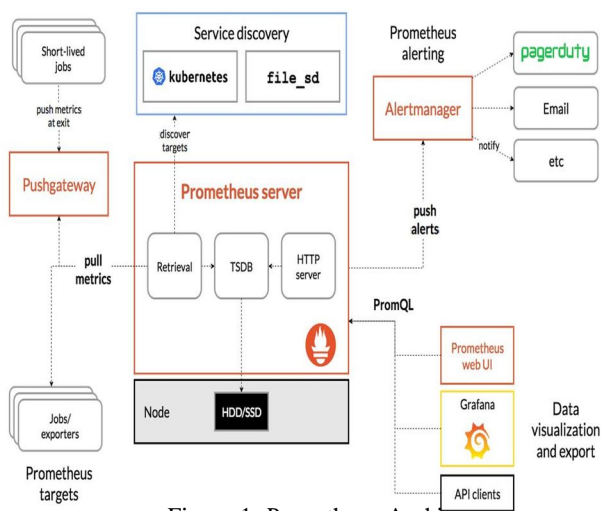 Short-lived
jobs
push metrics
at exit
Pushgateway
pull
metrics
Jobs/
exporters
Prometheus
targets
Service discovery
kubernetes
file_sd
discover
targets
Prometheus server
Retrieval
TSDB
HTTP
server
Node
HDD/SSD
Prometheus
alerting
Alertmanager
pagerduty
Email
etc
notify
push
alerts
PromQL
Prometheus
web UI
Grafana
API clients
Data
visualization
and export